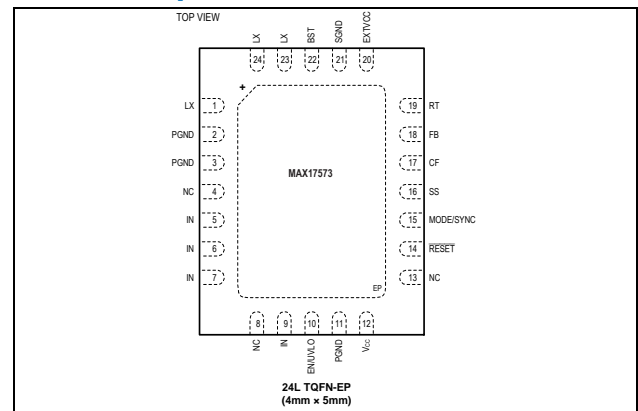 TOP VIEW
LX
LX
BST
SGND
EXTVCC
24
23
22
21
20
+
LX 1
PGND 2
PGND 3
NC 4
IN 5
IN 6
IN 7
MAX17573
EP
19 RT
18 FB
17 CF
16 SS
15 MODE/SYNC
14 RESET
13 NC
8
9
10
11
12
NC
IN
EN/UVLO
PGND
VCC
24L TQFN-EP
(4mm × 5mm)